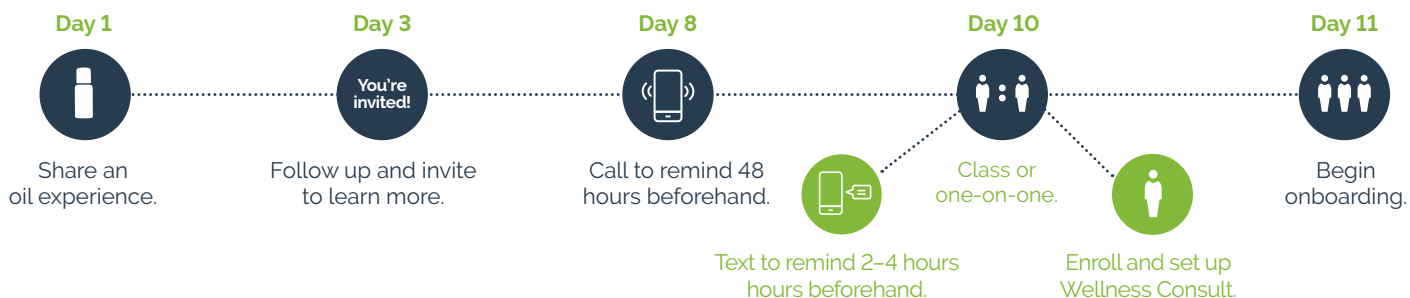 Day 1
Day 3
Day 8
Day 10
Day 11
You're
invited!
Share an
oil experience.
Follow up and invite
to learn more.
Call to remind 48
hours beforehand.
Class or
one-on-one.
Begin
onboarding.
Text to remind 2–4 hours
hours beforehand.
Enroll and set up
Wellness Consult.